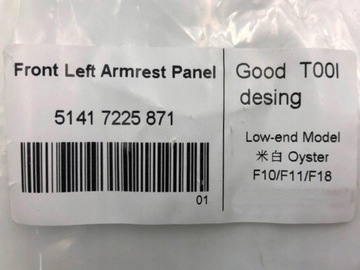 Front Left Armrest Panel
5141 7225 871
01
Good T00l
desing
Low-end Model
米白 Oyster
F10/F11/F18